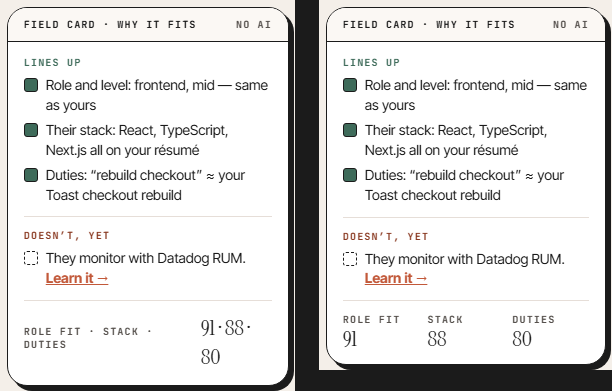 FIELD CARD · WHY IT FITS NO AI
LINES UP
Role and level: frontend, mid — same
as yours
Their stack: React, TypeScript,
Next.js all on your résumé
Duties: “rebuild checkout” ≈ your
Toast checkout rebuild
DOESN’T, YET
They monitor with Datadog RUM.
Learn it →
ROLE FIT · STACK ·
DUTIES
91·88·
80
FIELD CARD · WHY IT FITS NO AI
LINES UP
Role and level: frontend, mid — same
as yours
Their stack: React, TypeScript,
Next.js all on your résumé
Duties: “rebuild checkout” ≈ your
Toast checkout rebuild
DOESN’T, YET
They monitor with Datadog RUM.
Learn it →
ROLE FIT STACK DUTIES
91 88 80